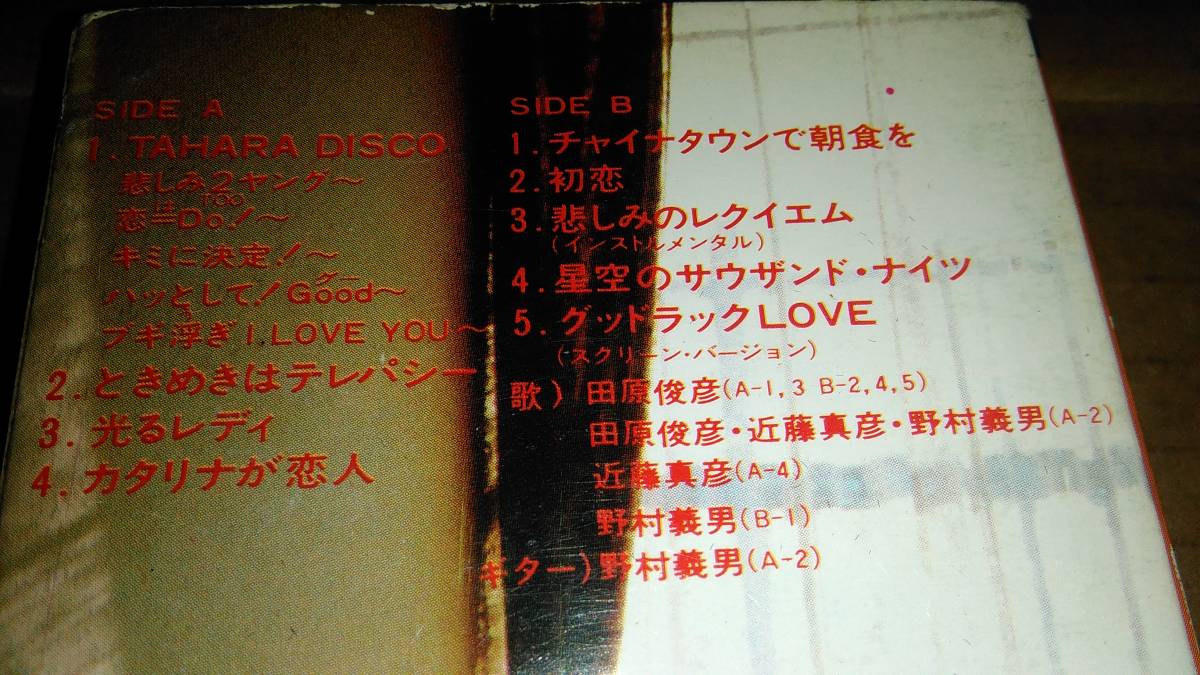 SIDE A
1. TAHARA DISCO
悲しみ2ヤング〜
TOO
恋=Do!〜
は
キミに決定!〜
グー
ハッとして!Good〜
う
ブギ浮ぎI LOVE YOU〜
2. ときめきはテレパシー
3. 光るレディ
4. カタリナが恋人
SIDE B
1. チャイナタウンで朝食を
2. 初恋
3. 悲しみのレクイエム
(インストルメンタル)
4. 星空のサウザンド・ナイツ
5. グッドラックLOVE
(スクリーン・バージョン)
歌) 田原俊彦(A-1, 3 B-2, 4, 5)
田原俊彦・近藤真彦・野村義男(A-2)
近藤真彦(A-4)
野村義男(B-1)
ギター) 野村義男(A-2)